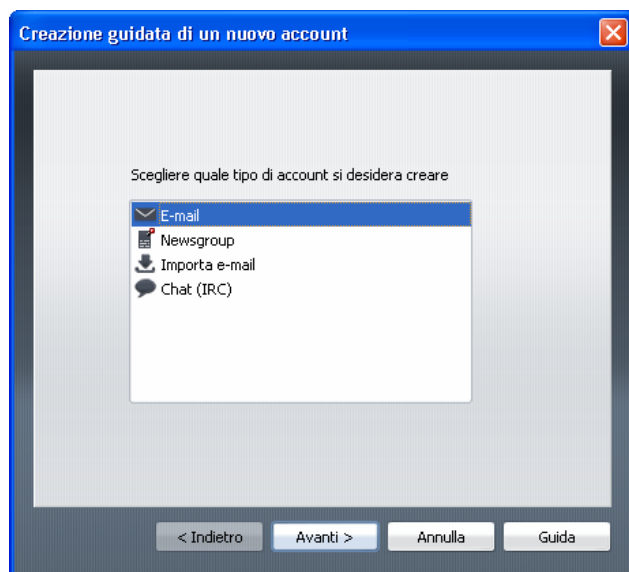 Creazione guidata di un nuovo account
Scegliere quale tipo di account si desidera creare
E-mail
Newsgroup
Importa e-mail
Chat (IRC)
< Indietro
Avanti >
Annulla
Guida